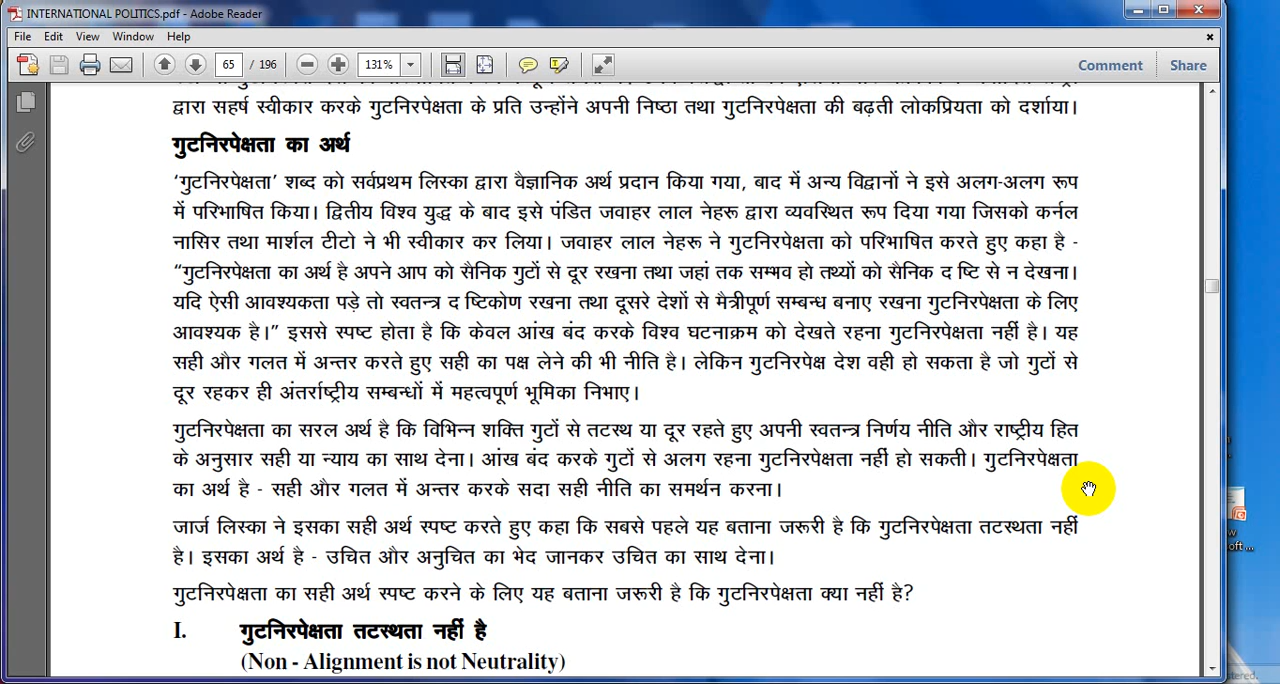 INTERNATIONAL POLITICS.pdf - Adobe Reader
File Edit View Window Help
65 / 196 131% Comment Share
द्वारा सहर्ष स्वीकार करके गुटनिरपेक्षता के प्रति उन्होंने अपनी निष्ठा तथा गुटनिरपेक्षता की बढ़ती लोकप्रियता को दर्शाया।
गुटनिरपेक्षता का अर्थ
‘गुटनिरपेक्षता’ शब्द को सर्वप्रथम लिस्का द्वारा वैज्ञानिक अर्थ प्रदान किया गया, बाद में अन्य विद्वानों ने इसे अलग-अलग रूप
में परिभाषित किया। द्वितीय विश्व युद्ध के बाद इसे पंडित जवाहर लाल नेहरू द्वारा व्यवस्थित रूप दिया गया जिसको कर्नल
नासिर तथा मार्शल टीटो ने भी स्वीकार कर लिया। जवाहर लाल नेहरू ने गुटनिरपेक्षता को परिभाषित करते हुए कहा है -
“गुटनिरपेक्षता का अर्थ है अपने आप को सैनिक गुटों से दूर रखना तथा जहां तक सम्भव हो तथ्यों को सैनिक द ष्टि से न देखना।
यदि ऐसी आवश्यकता पड़े तो स्वतन्त्र द ष्टिकोण रखना तथा दूसरे देशों से मैत्रीपूर्ण सम्बन्ध बनाए रखना गुटनिरपेक्षता के लिए
आवश्यक है।” इससे स्पष्ट होता है कि केवल आंख बंद करके विश्व घटनाक्रम को देखते रहना गुटनिरपेक्षता नहीं है। यह
सही और गलत में अन्तर करते हुए सही का पक्ष लेने की भी नीति है। लेकिन गुटनिरपेक्ष देश वही हो सकता है जो गुटों से
दूर रहकर ही अंतर्राष्ट्रीय सम्बन्धों में महत्वपूर्ण भूमिका निभाए।
गुटनिरपेक्षता का सरल अर्थ है कि विभिन्न शक्ति गुटों से तटस्थ या दूर रहते हुए अपनी स्वतन्त्र निर्णय नीति और राष्ट्रीय हित
के अनुसार सही या न्याय का साथ देना। आंख बंद करके गुटों से अलग रहना गुटनिरपेक्षता नहीं हो सकती। गुटनिरपेक्षता
का अर्थ है - सही और गलत में अन्तर करके सदा सही नीति का समर्थन करना।
जार्ज लिस्का ने इसका सही अर्थ स्पष्ट करते हुए कहा कि सबसे पहले यह बताना जरूरी है कि गुटनिरपेक्षता तटस्थता नहीं
है। इसका अर्थ है - उचित और अनुचित का भेद जानकर उचित का साथ देना।
गुटनिरपेक्षता का सही अर्थ स्पष्ट करने के लिए यह बताना जरूरी है कि गुटनिरपेक्षता क्या नहीं है?
I. गुटनिरपेक्षता तटस्थता नहीं है
(Non - Alignment is not Neutrality)